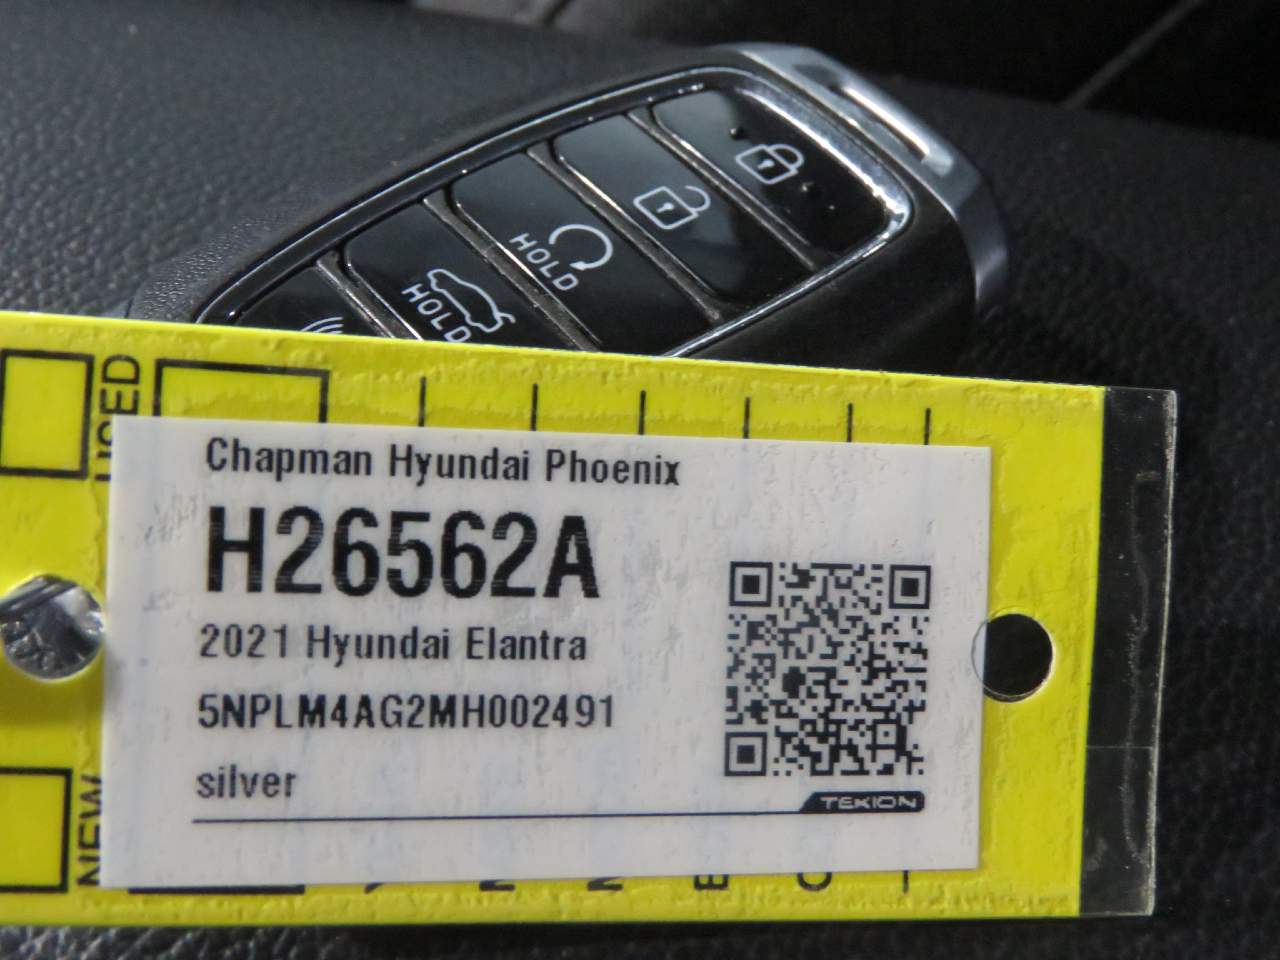 HOLD
HOLD
USED
Chapman Hyundai Phoenix
H26562A
2021 Hyundai Elantra
5NPLM4AG2MH002491
silver
TEKION
NEW